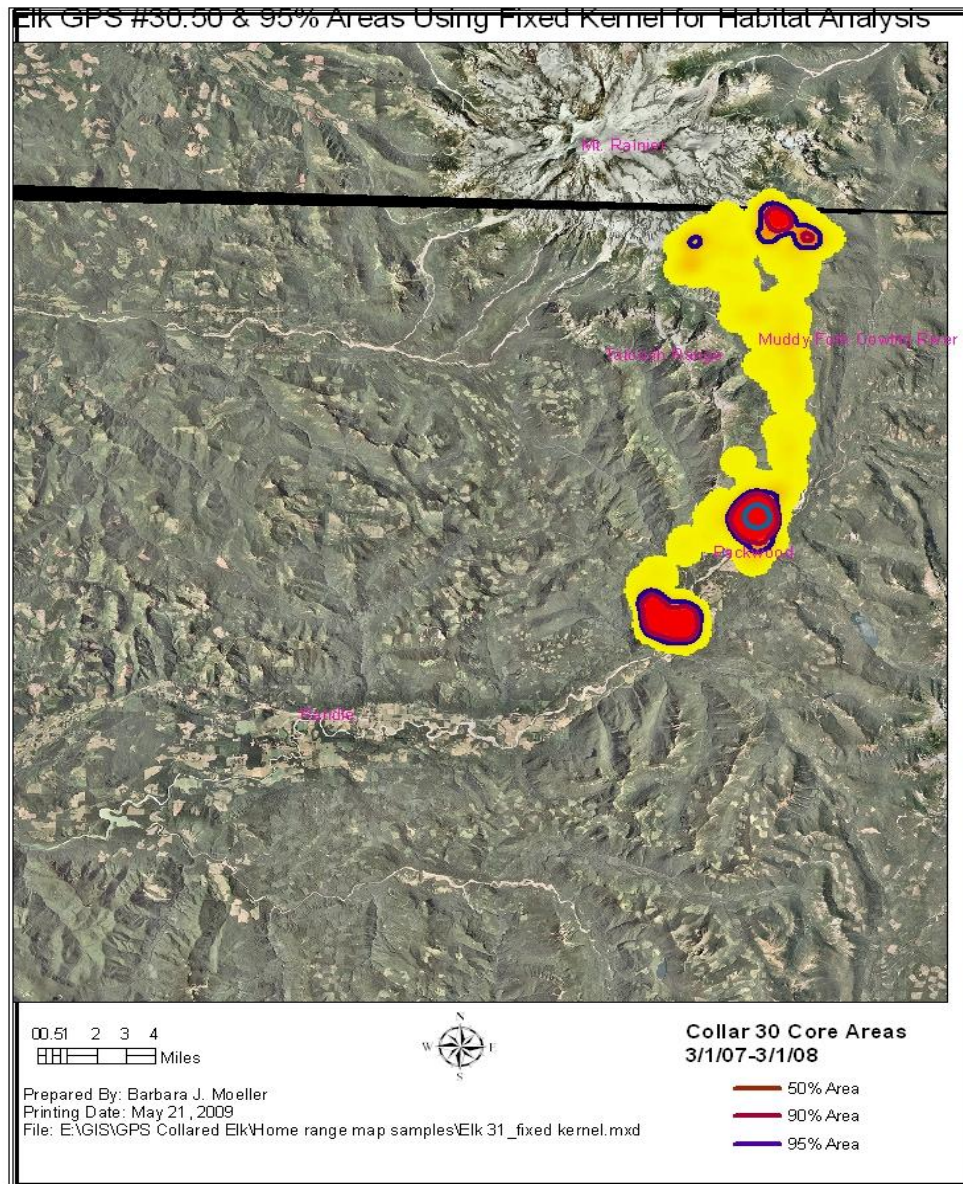 Elk GPS #30.50 & 95% Areas Using Fixed Kernel for Habitat Analysis
Mt. Rainier
Muddy Fork Cowlitz River
Tatoosh Range
Packwood
Randle
00.51 2 3 4
Miles
N
W E
S
Prepared By: Barbara J. Moeller
Printing Date: May 21, 2009
File: E:\GIS\GPS Collared Elk\Home range map samples\Elk 31_fixed kernel.mxd
Collar 30 Core Areas
3/1/07-3/1/08
50% Area
90% Area
95% Area